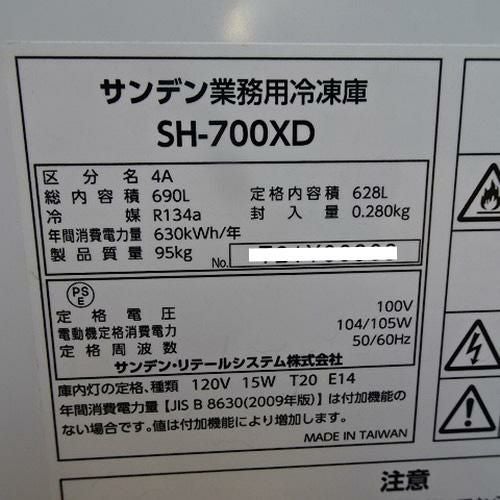 サンデン業務用冷凍庫
SH-700XD
区分名 4A
総内容積 690L 定格内容積 628L
冷媒 R134a 封入量 0.280kg
年間消費電力量 630kWh/年
製品質量 95kg No.
PSE
定格電圧 100V
電動機定格消費電力 104/105W
定格周波数 50/60Hz
サンデン・リテールシステム株式会社
庫内灯の定格、種類 120V 15W T20 E14
年間消費電力量【JIS B 8630(2009年版)】は付加機能の
ない場合です。値は付加機能により増加します。
MADE IN TAIWAN
注意